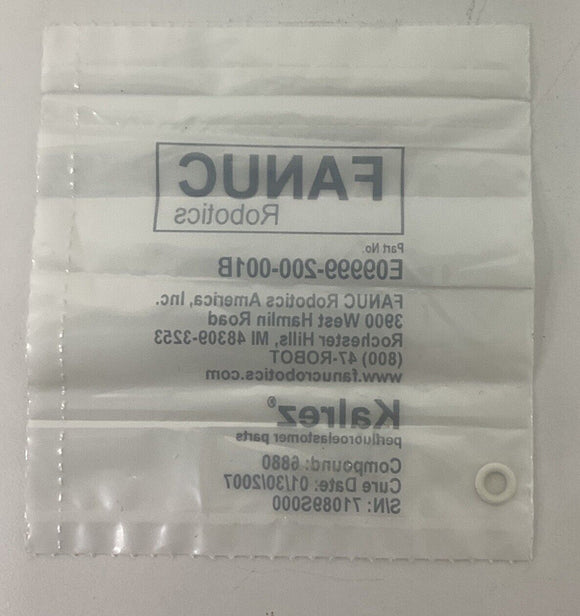 FANUC
Robotics
Part No.
E09999-200-001B
FANUC Robotics America, Inc.
3900 West Hamlin Road
Rochester Hills, MI 48309-3253
(800) 47-ROBOT
www.fanucrobotics.com
Kalrez®
perfluoroelastomer parts
Compound: 6880
Cure Date: 01/30/2007
S/N: 71089S000